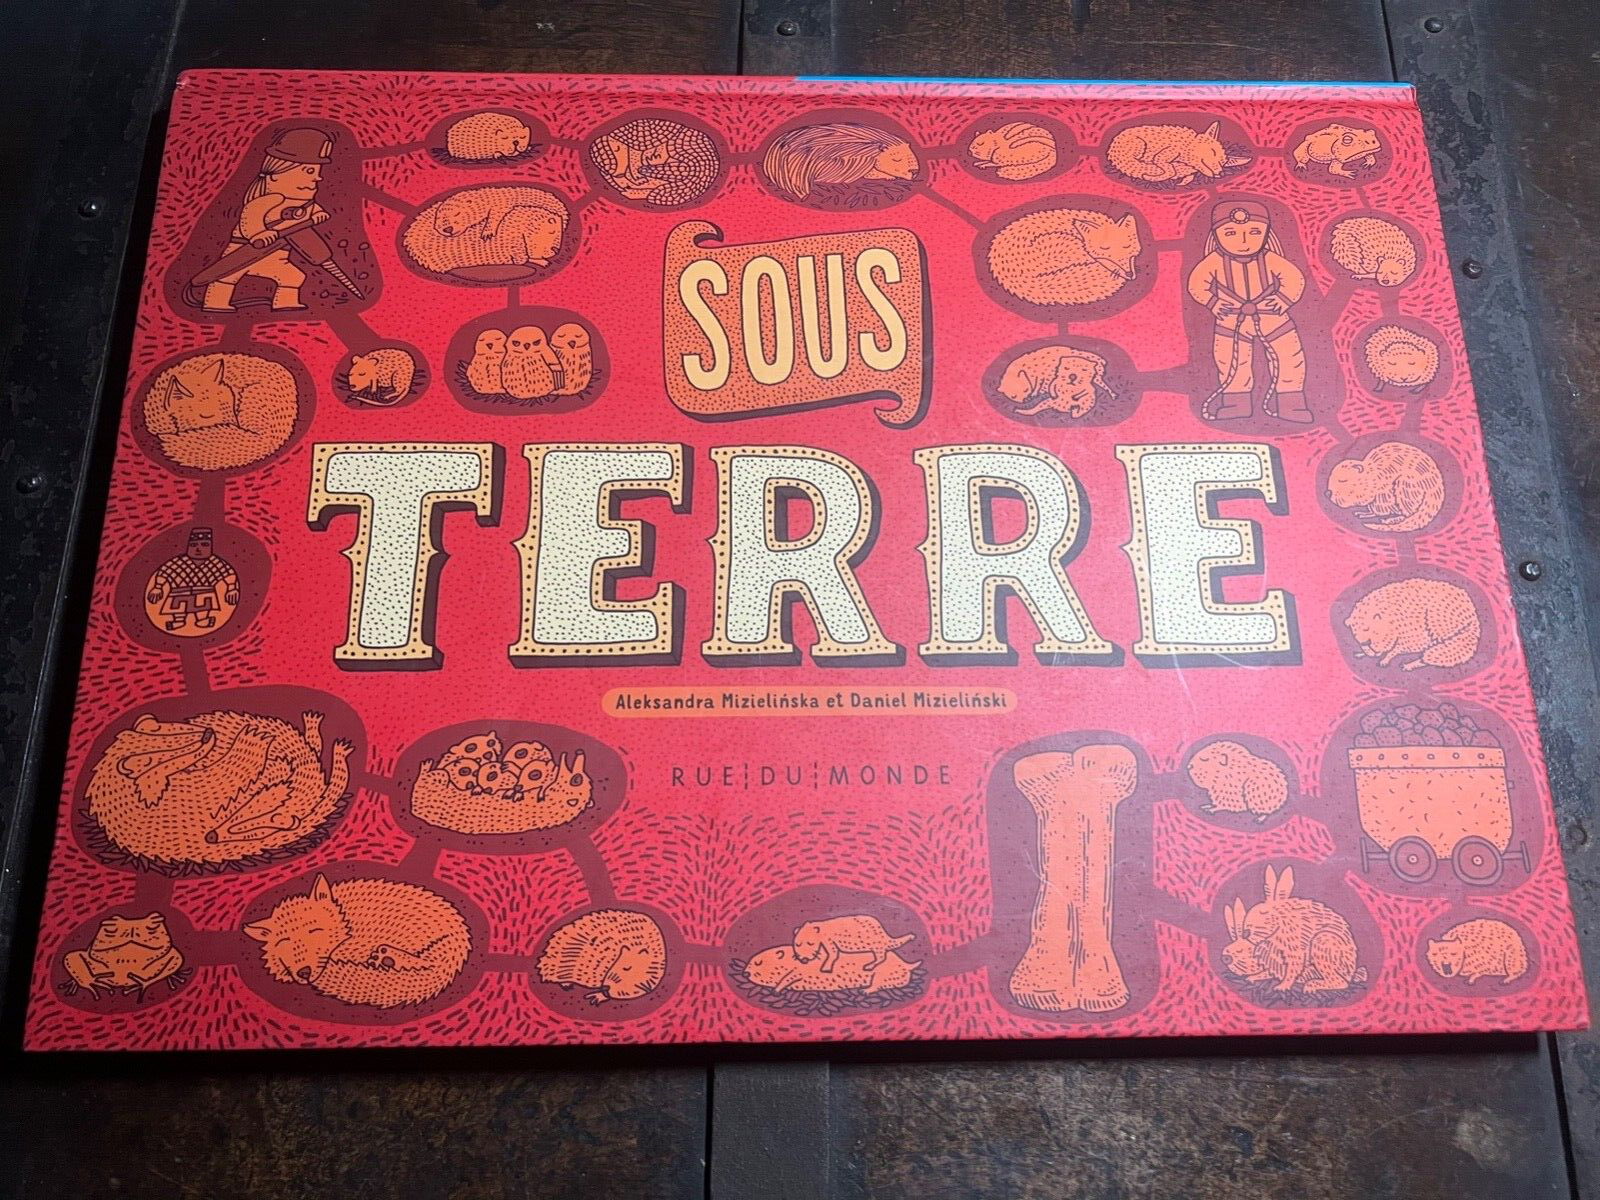 SOUS
TERRE
Aleksandra Mizielińska et Daniel Mizieliński
RUE DU MONDE